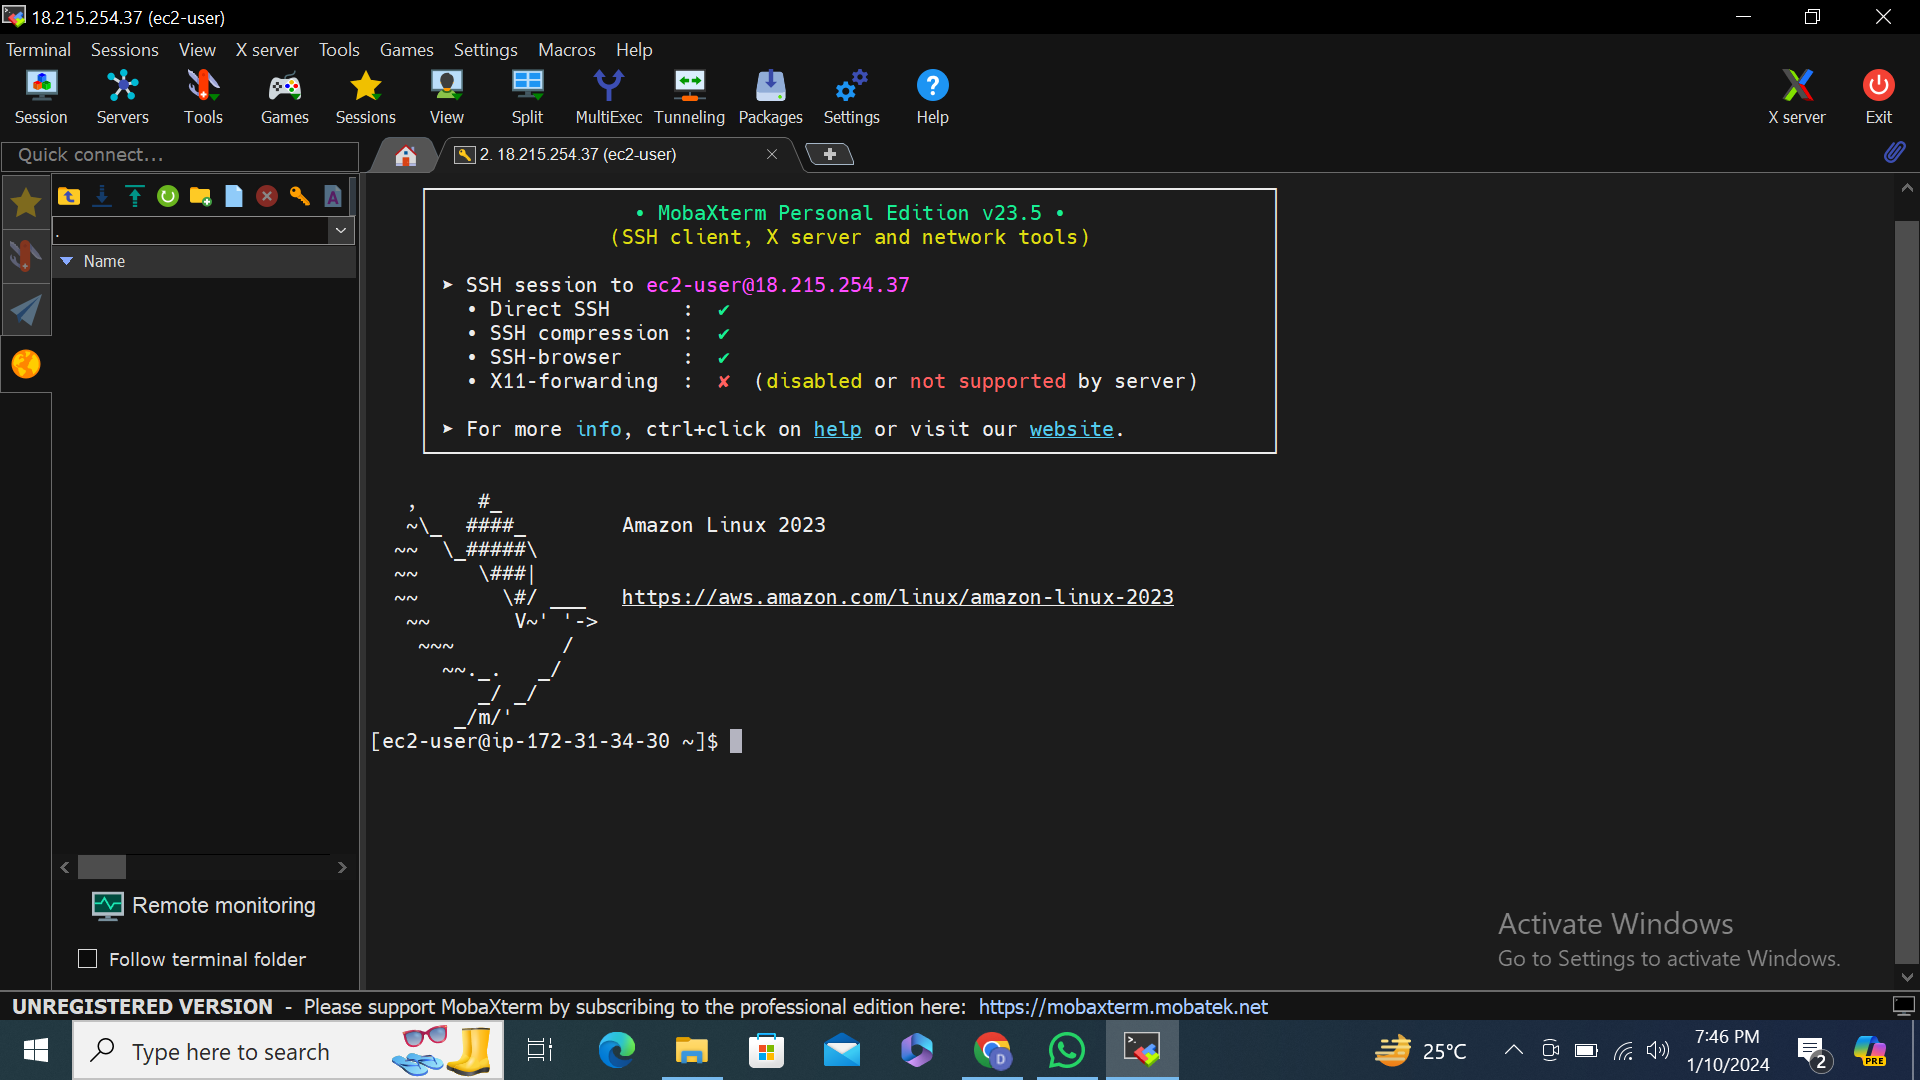 18.215.254.37 (ec2-user)
Terminal Sessions View X server Tools Games Settings Macros Help
Session Servers Tools Games Sessions View Split MultiExec Tunneling Packages Settings Help X server Exit
Quick connect...
2. 18.215.254.37 (ec2-user)
.
Name
• MobaXterm Personal Edition v23.5 •
(SSH client, X server and network tools)
➤ SSH session to ec2-user@18.215.254.37
• Direct SSH : ✔
• SSH compression : ✔
• SSH-browser : ✔
• X11-forwarding : ✘ (disabled or not supported by server)
➤ For more info, ctrl+click on help or visit our website.
   ,     #_
   ~\_  ####_        Amazon Linux 2023
  ~~  \_#####\
  ~~     \###|
  ~~       \#/ ___   https://aws.amazon.com/linux/amazon-linux-2023
   ~~       V~' '->
    ~~~         /
      ~~._.   _/
         _/ _/
       _/m/'
[ec2-user@ip-172-31-34-30 ~]$
Remote monitoring
Follow terminal folder
Activate Windows
Go to Settings to activate Windows.
UNREGISTERED VERSION - Please support MobaXterm by subscribing to the professional edition here: https://mobaxterm.mobatek.net
Type here to search
D
25°C
7:46 PM
1/10/2024
2
PRE